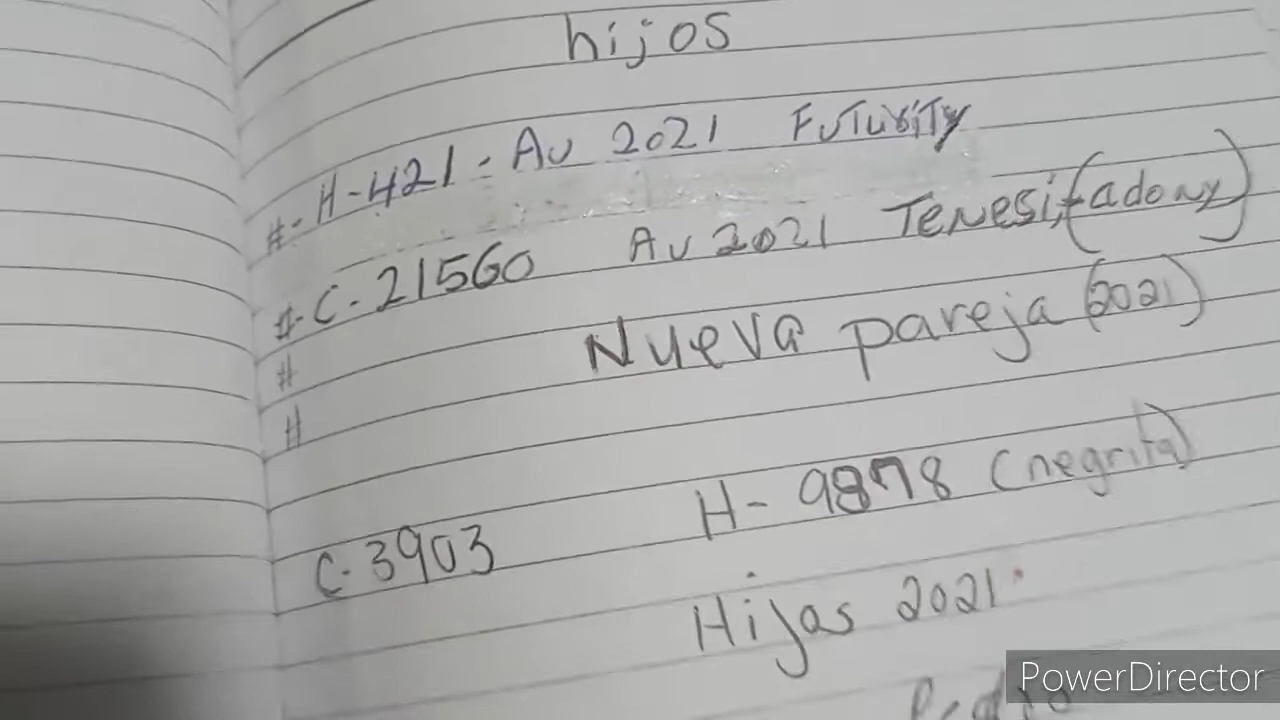 hijos
#- H-421 - Au 2021 Futurity
#- C- 21560 Au 2021 Tenesi,(adony)
# Nueva pareja (2021)
#
C- 3903 H- 9878 (negrita)
Hijas 2021
PowerDirector